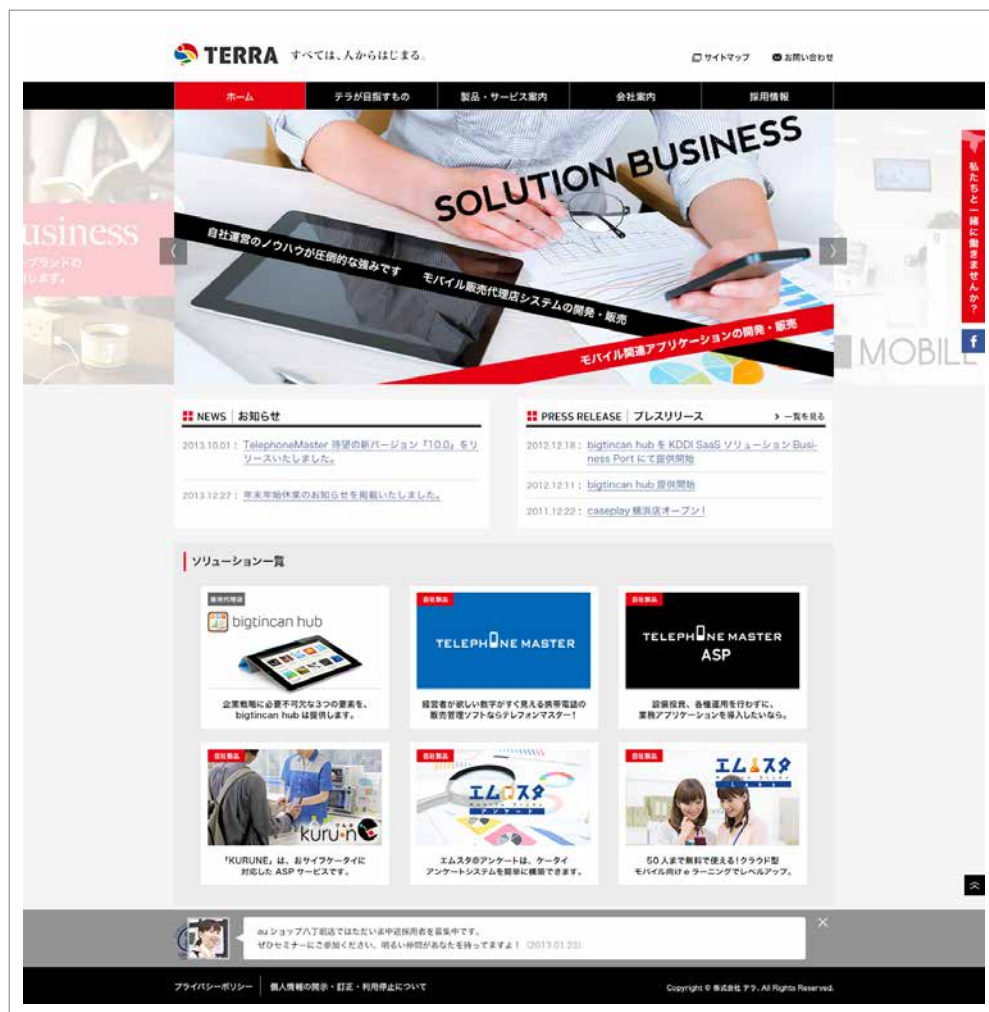 TERRA すべては、人からはじまる。
サイトマップ お問い合わせ
ホーム テラが目指すもの 製品・サービス案内 会社案内 採用情報
SOLUTION BUSINESS
自社運営のノウハウが圧倒的な強みです モバイル販売代理店システムの開発・販売
モバイル関連アプリケーションの開発・販売
usiness
ーブランドの
します。
MOBILE
私たちと一緒に働きませんか?
f
NEWS お知らせ
2013.10.01: TelephoneMaster 待望の新バージョン「10.0」をリ
リースいたしました。
2013.12.27: 年末年始休業のお知らせを掲載いたしました。
PRESS RELEASE プレスリリース 一覧を見る
2012.12.18: bigtincan hub を KDDI SaaS ソリューション Busi-
ness Port にて提供開始
2012.12.11: bigtincan hub 提供開始
2011.12.22: caseplay 横浜店オープン!
ソリューション一覧
販売代理店
bigtincan hub
企業戦略に必要不可欠な3つの要素を、
bigtincan hub は提供します。
自社製品
TELEPHONE MASTER
経営者が欲しい数字がすぐ見える携帯電話の
販売管理ソフトならテレフォンマスター!
自社製品
TELEPHONE MASTER
ASP
設備投資、各種運用を行わずに、
業務アプリケーションを導入したいなら。
自社製品
kuru·n
「KURUNE」は、おサイフケータイに
対応した ASP サービスです。
自社製品
エムスタ
アンケート
エムスタ@アンケートは、ケータイ
アンケートシステムを簡単に構築できます。
自社製品
エムスタ
50人まで無料で使える!クラウド型
モバイル向け e ラーニングでレベルアップ。
au ショップ八丁堀店ではただいま中途採用者を募集中です。
ぜひセミナーにご参加ください。明るい仲間があなたを待ってますよ! (2013.01.23)
プライバシーポリシー 個人情報の開示・訂正・利用停止について
Copyright © 株式会社 テラ. All Rights Reserved.